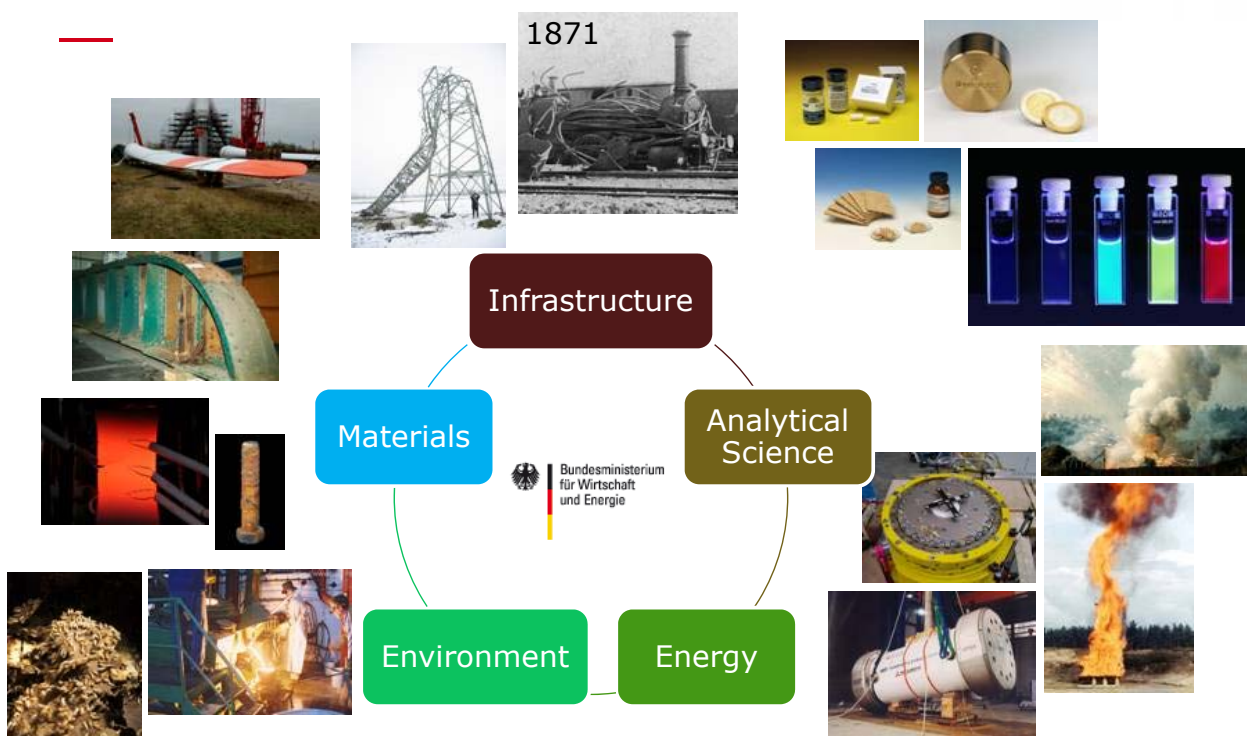 1871
Infrastructure
Materials
Analytical
Science
Bundesministerium
für Wirtschaft
und Energie
Environment
Energy